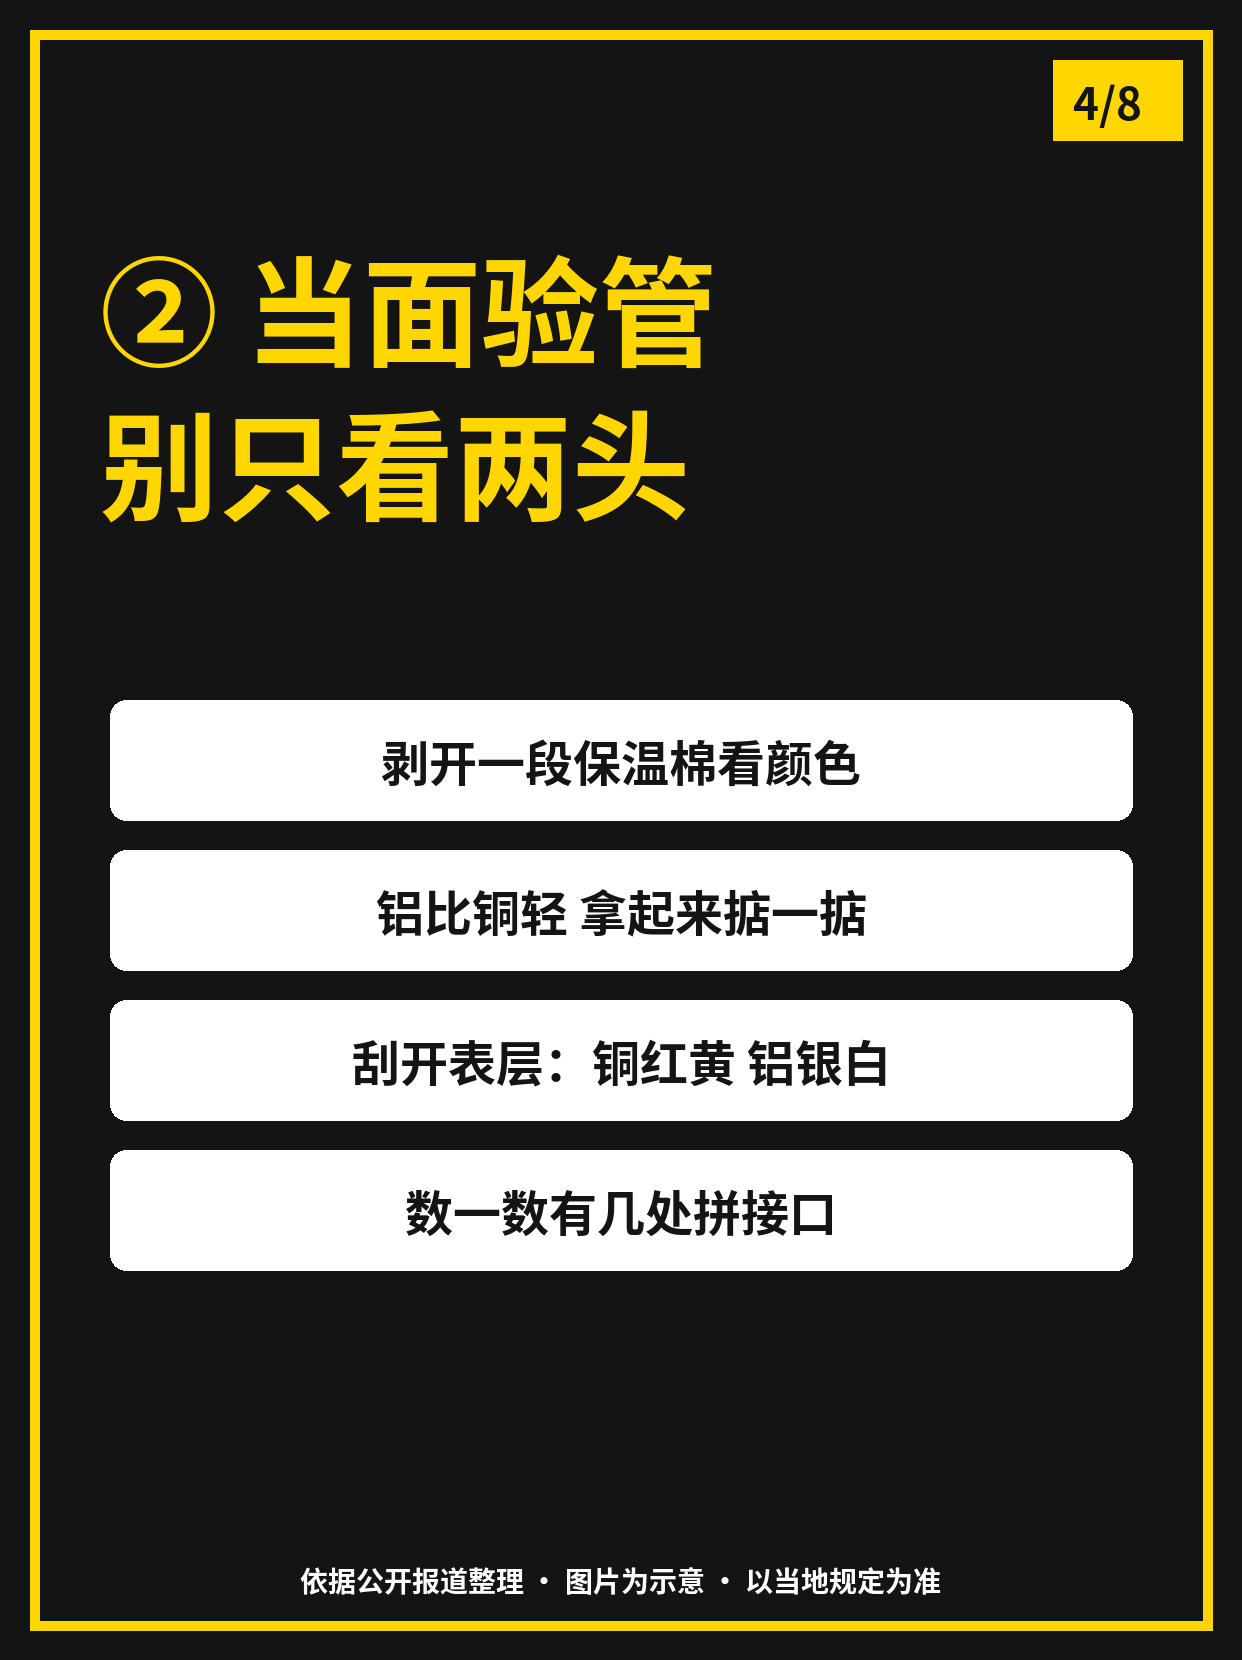 4/8
② 当面验管
别只看两头
剥开一段保温棉看颜色
铝比铜轻 拿起来掂一掂
刮开表层：铜红黄 铝银白
数一数有几处拼接口
依据公开报道整理 · 图片为示意 · 以当地规定为准